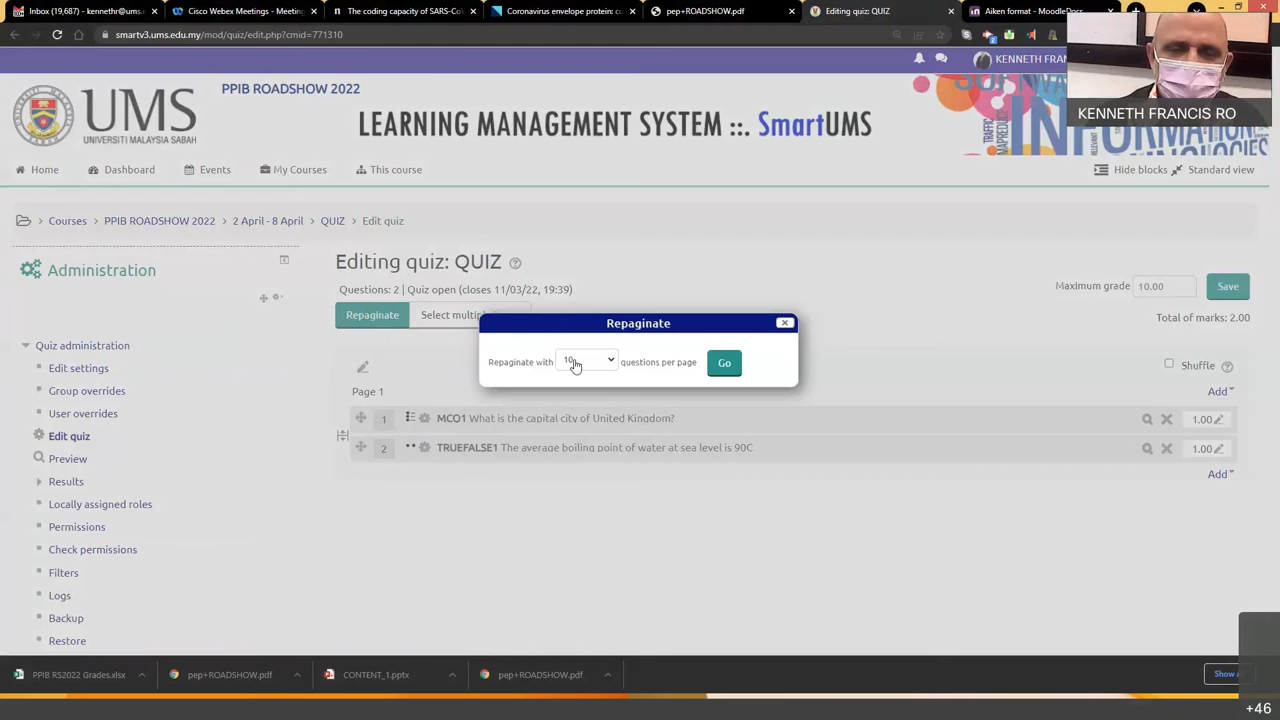 Inbox (19,687) - kenneth@ums.
Cisco Webex Meetings - Meetin
The coding capacity of SARS-CoV
Coronavirus envelope protein: cu
pep+ROADSHOW.pdf
Editing quiz: QUIZ
Aiken format - MoodleDocs
smartv3.ums.edu.my/mod/quiz/edit.php?cmid=771310
KENNETH FRAN
KENNETH FRANCIS RO
PPIB ROADSHOW 2022
UMS
UNIVERSITI MALAYSIA SABAH
LEARNING MANAGEMENT SYSTEM ::. SmartUMS
Home
Dashboard
Events
My Courses
This course
Hide blocks
Standard view
Courses
PPIB ROADSHOW 2022
2 April - 8 April
QUIZ
Edit quiz
Administration
Editing quiz: QUIZ
Questions: 2 | Quiz open (closes 11/03/22, 19:39)
Maximum grade 10.00 Save
Repaginate
Total of marks: 2.00
Repaginate
Repaginate with 10 questions per page Go
Shuffle
Page 1
Add
1 MCQ1 What is the capital city of United Kingdom? 1.00
2 TRUEFALSE1 The average boiling point of water at sea level is 90C 1.00
Add
Quiz administration
Edit settings
Group overrides
User overrides
Edit quiz
Preview
Results
Locally assigned roles
Permissions
Check permissions
Filters
Logs
Backup
Restore
PPIB RS2022 Grades.xlsx
pep+ROADSHOW.pdf
CONTENT_1.pptx
pep+ROADSHOW.pdf
Show
+46